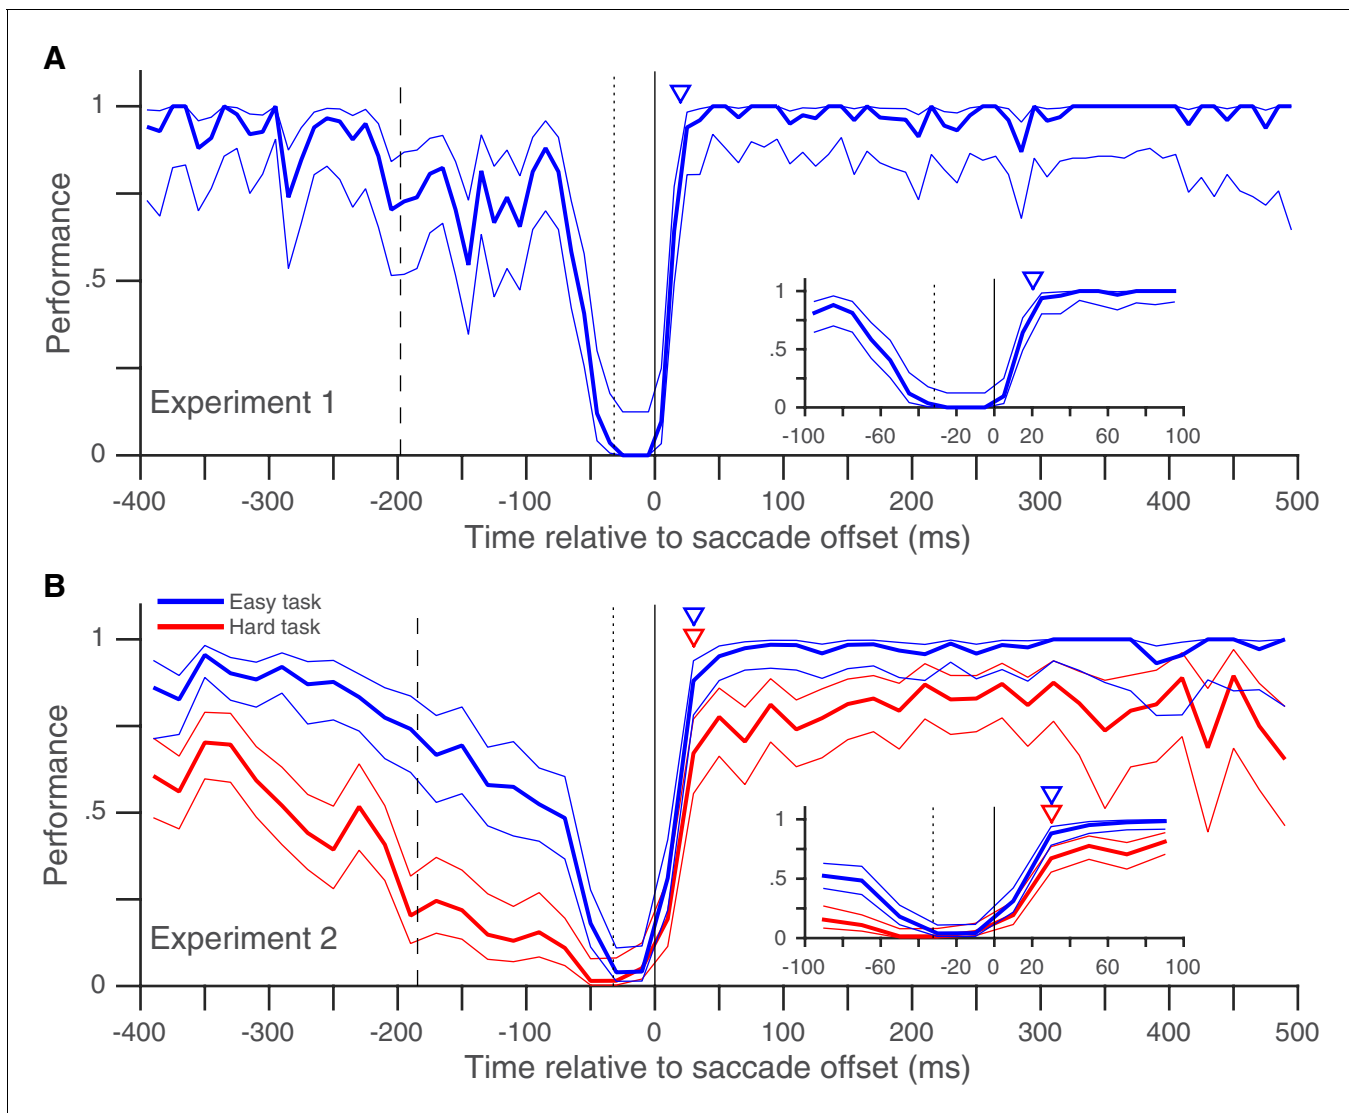 A
1
.5
0
Performance
Experiment 1
-400 -300 -200 -100 0 100 200 300 400 500
Time relative to saccade offset (ms)
1
.5
0
-100 -60 -20 0 20 60 100
B
Easy task
Hard task
1
.5
0
Performance
Experiment 2
-400 -300 -200 -100 0 100 200 300 400 500
Time relative to saccade offset (ms)
1
.5
0
-100 -60 -20 0 20 60 100